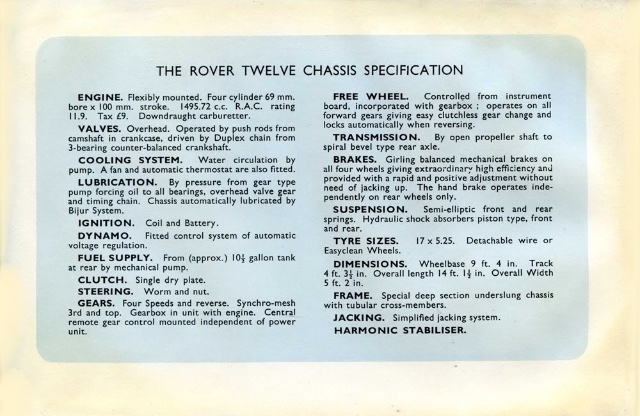 THE ROVER TWELVE CHASSIS SPECIFICATION
ENGINE. Flexibly mounted. Four cylinder 69 mm.
bore x 100 mm. stroke. 1495.72 c.c. R.A.C. rating
11.9. Tax £9. Downdraught carburetter.
VALVES. Overhead. Operated by push rods from
camshaft in crankcase, driven by Duplex chain from
3-bearing counter-balanced crankshaft.
COOLING SYSTEM. Water circulation by
pump. A fan and automatic thermostat are also fitted.
LUBRICATION. By pressure from gear type
pump forcing oil to all bearings, overhead valve gear
and timing chain. Chassis automatically lubricated by
Bijur System.
IGNITION. Coil and Battery.
DYNAMO. Fitted control system of automatic
voltage regulation.
FUEL SUPPLY. From (approx.) 10½ gallon tank
at rear by mechanical pump.
CLUTCH. Single dry plate.
STEERING. Worm and nut.
GEARS. Four Speeds and reverse. Synchro-mesh
3rd and top. Gearbox in unit with engine. Central
remote gear control mounted independent of power
unit.
FREE WHEEL. Controlled from instrument
board, incorporated with gearbox ; operates on all
forward gears giving easy clutchless gear change and
locks automatically when reversing.
TRANSMISSION. By open propeller shaft to
spiral bevel type rear axle.
BRAKES. Girling balanced mechanical brakes on
all four wheels giving extraordinary high efficiency and
provided with a rapid and positive adjustment without
need of jacking up. The hand brake operates inde-
pendently on rear wheels only.
SUSPENSION. Semi-elliptic front and rear
springs. Hydraulic shock absorbers piston type, front
and rear.
TYRE SIZES. 17 x 5.25. Detachable wire or
Easyclean Wheels.
DIMENSIONS. Wheelbase 9 ft. 4 in. Track
4 ft. 3½ in. Overall length 14 ft. 1½ in. Overall Width
5 ft. 2 in.
FRAME. Special deep section underslung chassis
with tubular cross-members.
JACKING. Simplified jacking system.
HARMONIC STABILISER.